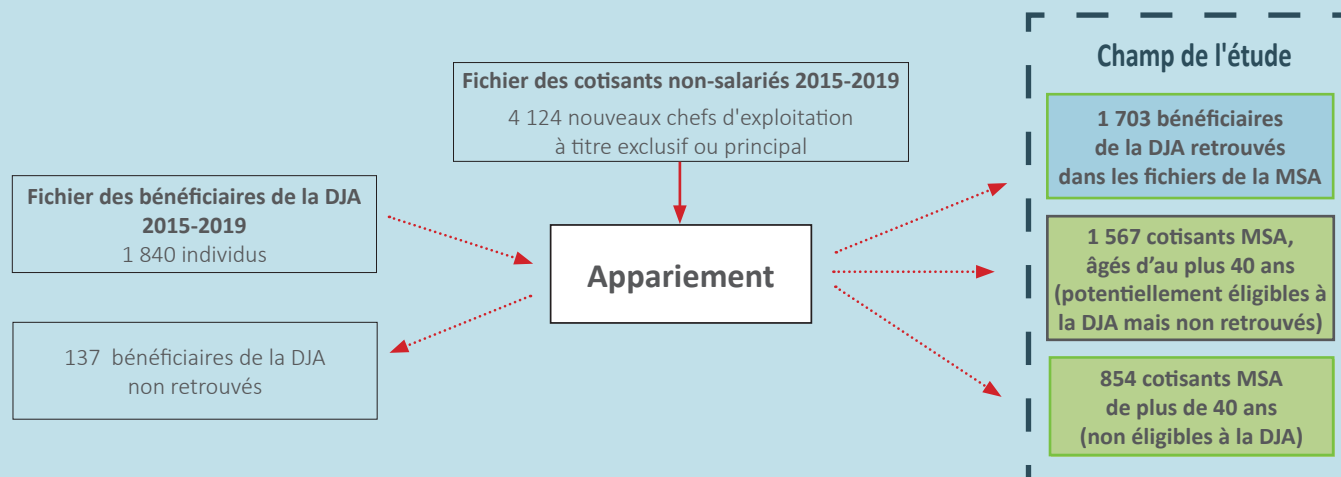 Champ de l'étude
Fichier des cotisants non-salariés 2015-2019
4 124 nouveaux chefs d'exploitation
à titre exclusif ou principal
1 703 bénéficiaires
de la DJA retrouvés
dans les fichiers de la MSA
Fichier des bénéficiaires de la DJA
2015-2019
1 840 individus
Appariement
1 567 cotisants MSA,
âgés d’au plus 40 ans
(potentiellement éligibles à
la DJA mais non retrouvés)
137 bénéficiaires de la DJA
non retrouvés
854 cotisants MSA
de plus de 40 ans
(non éligibles à la DJA)